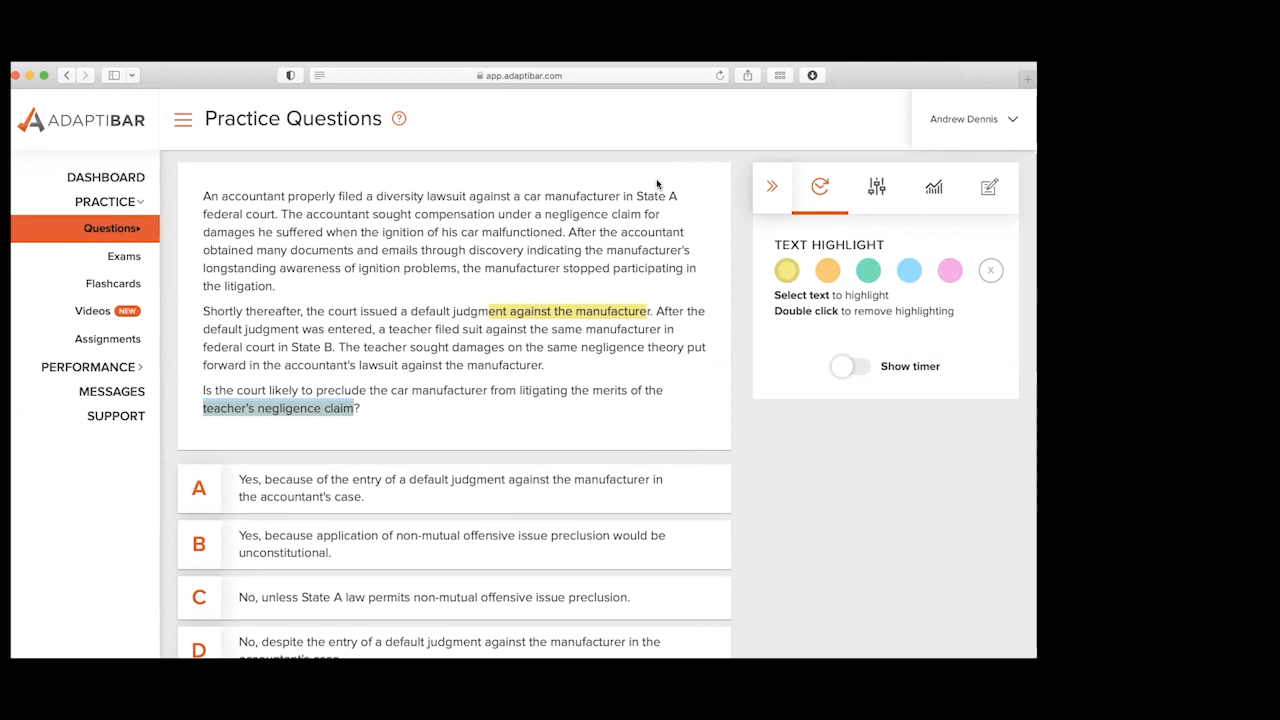 app.adaptibar.com
ADAPTIBAR
Practice Questions ?
Andrew Dennis
DASHBOARD
PRACTICE
Questions
Exams
Flashcards
Videos NEW
Assignments
PERFORMANCE
MESSAGES
SUPPORT
An accountant properly filed a diversity lawsuit against a car manufacturer in State A
federal court. The accountant sought compensation under a negligence claim for
damages he suffered when the ignition of his car malfunctioned. After the accountant
obtained many documents and emails through discovery indicating the manufacturer's
longstanding awareness of ignition problems, the manufacturer stopped participating in
the litigation.
Shortly thereafter, the court issued a default judgment against the manufacturer. After the
default judgment was entered, a teacher filed suit against the same manufacturer in
federal court in State B. The teacher sought damages on the same negligence theory put
forward in the accountant's lawsuit against the manufacturer.
Is the court likely to preclude the car manufacturer from litigating the merits of the
teacher's negligence claim?
A
Yes, because of the entry of a default judgment against the manufacturer in
the accountant's case.
B
Yes, because application of non-mutual offensive issue preclusion would be
unconstitutional.
C
No, unless State A law permits non-mutual offensive issue preclusion.
D
No, despite the entry of a default judgment against the manufacturer in the
accountant's case.
TEXT HIGHLIGHT
X
Select text to highlight
Double click to remove highlighting
Show timer